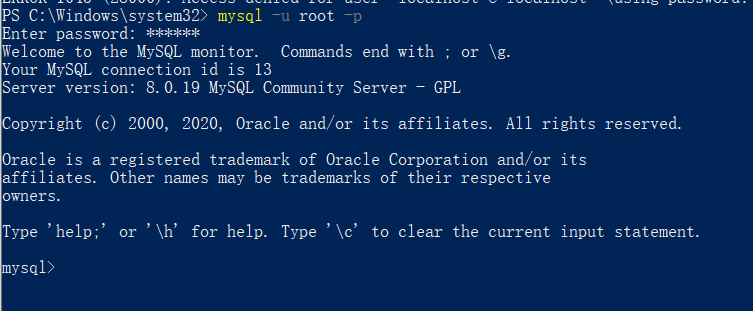 PS C:\Windows\system32> mysql -u root -p
Enter password: ******
Welcome to the MySQL monitor.  Commands end with ; or \g.
Your MySQL connection id is 13
Server version: 8.0.19 MySQL Community Server - GPL
Copyright (c) 2000, 2020, Oracle and/or its affiliates. All rights reserved.
Oracle is a registered trademark of Oracle Corporation and/or its
affiliates. Other names may be trademarks of their respective
owners.
Type 'help;' or '\h' for help. Type '\c' to clear the current input statement.
mysql>